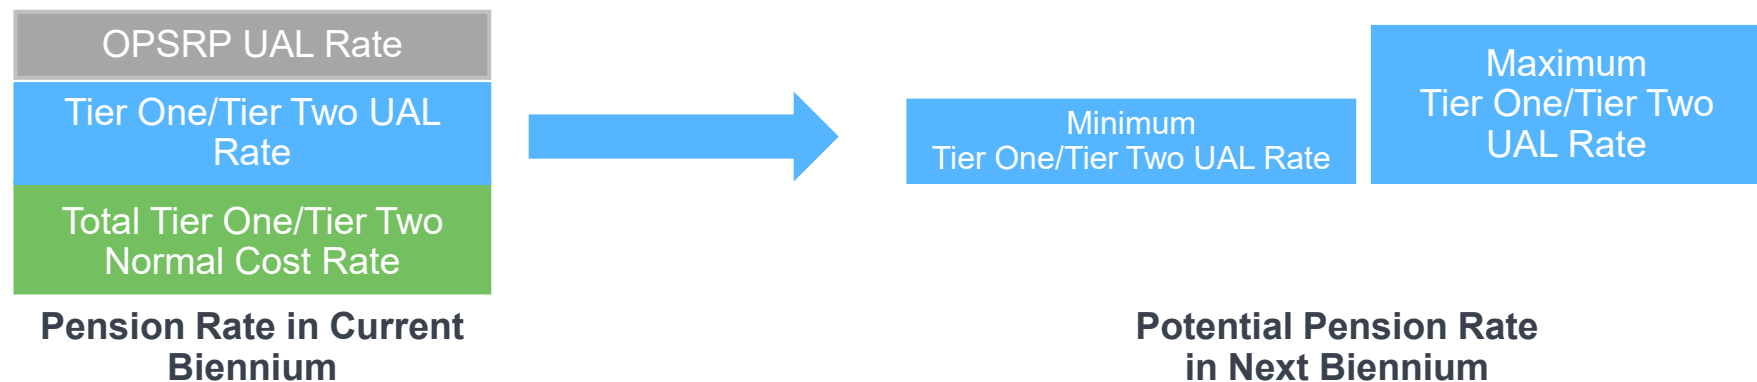 OPSRP UAL Rate
Tier One/Tier Two UAL
Rate
Total Tier One/Tier Two
Normal Cost Rate
Pension Rate in Current
Biennium
Minimum
Tier One/Tier Two UAL Rate
Maximum
Tier One/Tier Two
UAL Rate
Potential Pension Rate
in Next Biennium